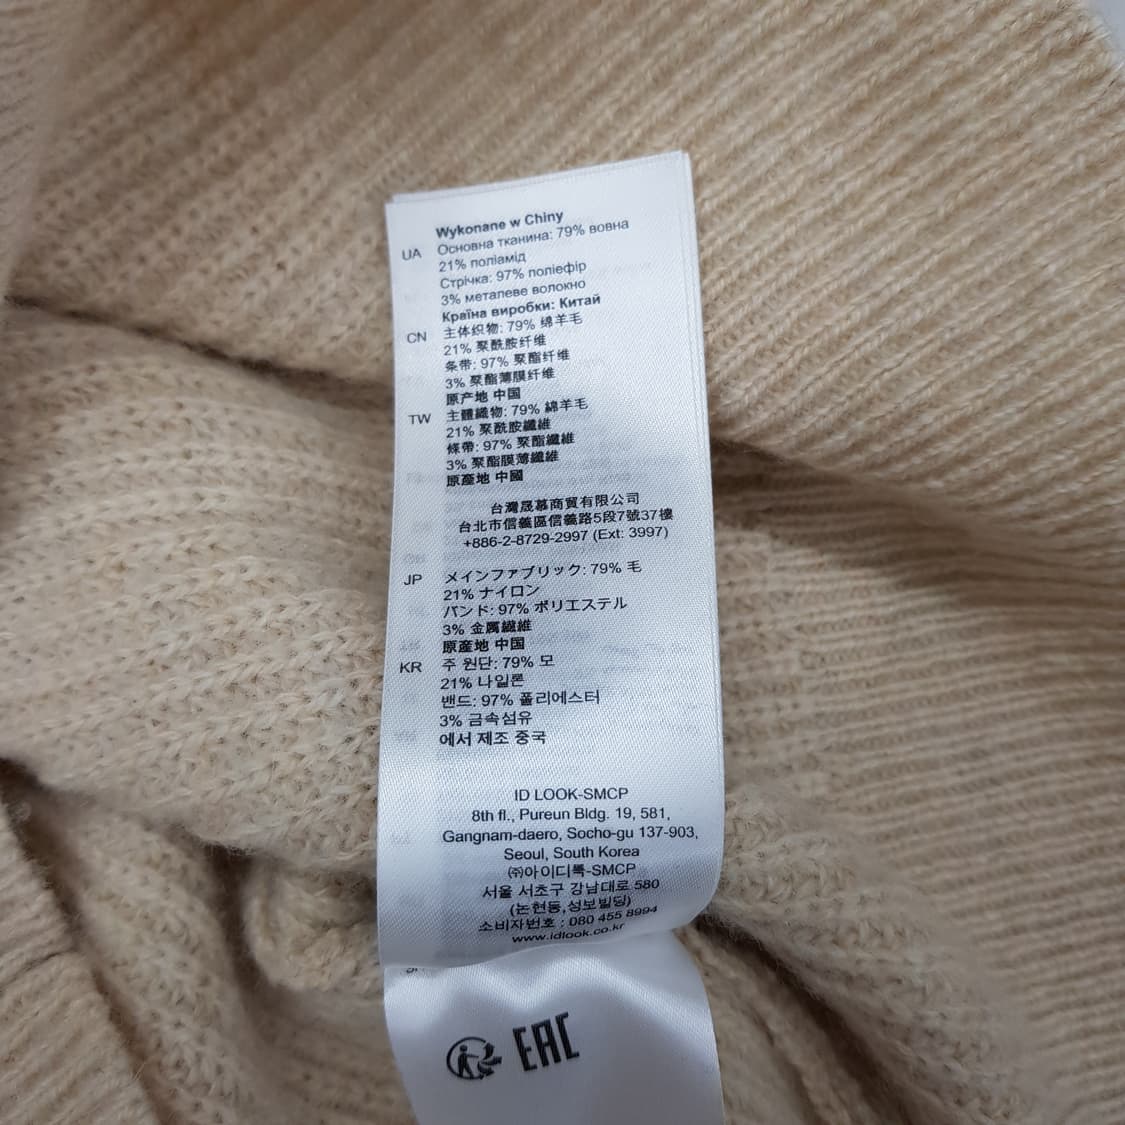 Wykonane w Chiny
UA Основна тканина: 79% вовна
21% поліамід
Стрічка: 97% поліефір
3% металеве волокно
Країна виробки: Китай
CN 主体织物: 79% 绵羊毛
21% 聚酰胺纤维
条带: 97% 聚酯纤维
3% 聚酯薄膜纤维
原产地 中国
TW 主體織物: 79% 綿羊毛
21% 聚酰胺纖維
條帶: 97% 聚酯纖維
3% 聚酯膜薄纖維
原產地 中國
台灣晟慕商貿有限公司
台北市信義區信義路5段7號37樓
+886-2-8729-2997 (Ext: 3997)
JP メインファブリック: 79% 毛
21% ナイロン
バンド: 97% ポリエステル
3% 金属繊維
原産地 中国
KR 주 원단: 79% 모
21% 나일론
밴드: 97% 폴리에스터
3% 금속섬유
에서 제조 중국
ID LOOK-SMCP
8th fl., Pureun Bldg. 19, 581,
Gangnam-daero, Socho-gu 137-903,
Seoul, South Korea
㈜아이디룩-SMCP
서울 서초구 강남대로 580
(논현동,성보빌딩)
소비자번호 : 080 455 8994
www.idlook.co.kr
EAC